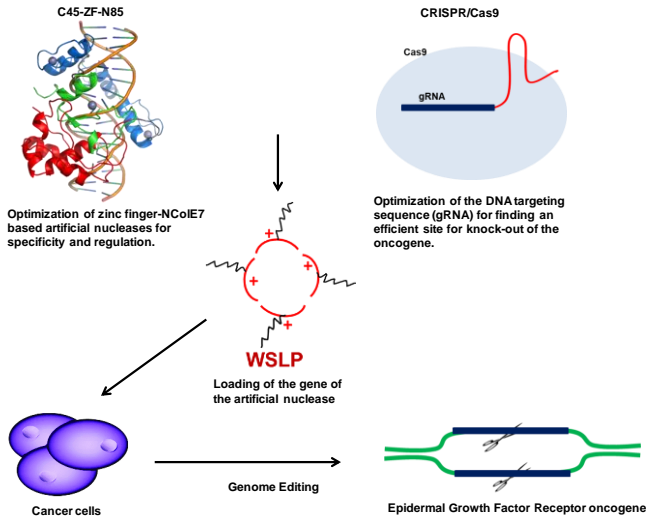 C45-ZF-N85
CRISPR/Cas9
Cas9
gRNA
Optimization of zinc finger-NColE7
based artificial nucleases for
specificity and regulation.
Optimization of the DNA targeting
sequence (gRNA) for finding an
efficient site for knock-out of the
oncogene.
+
+
+
+
WSLP
Loading of the gene of
the artificial nuclease
Cancer cells
Genome Editing
Epidermal Growth Factor Receptor oncogene